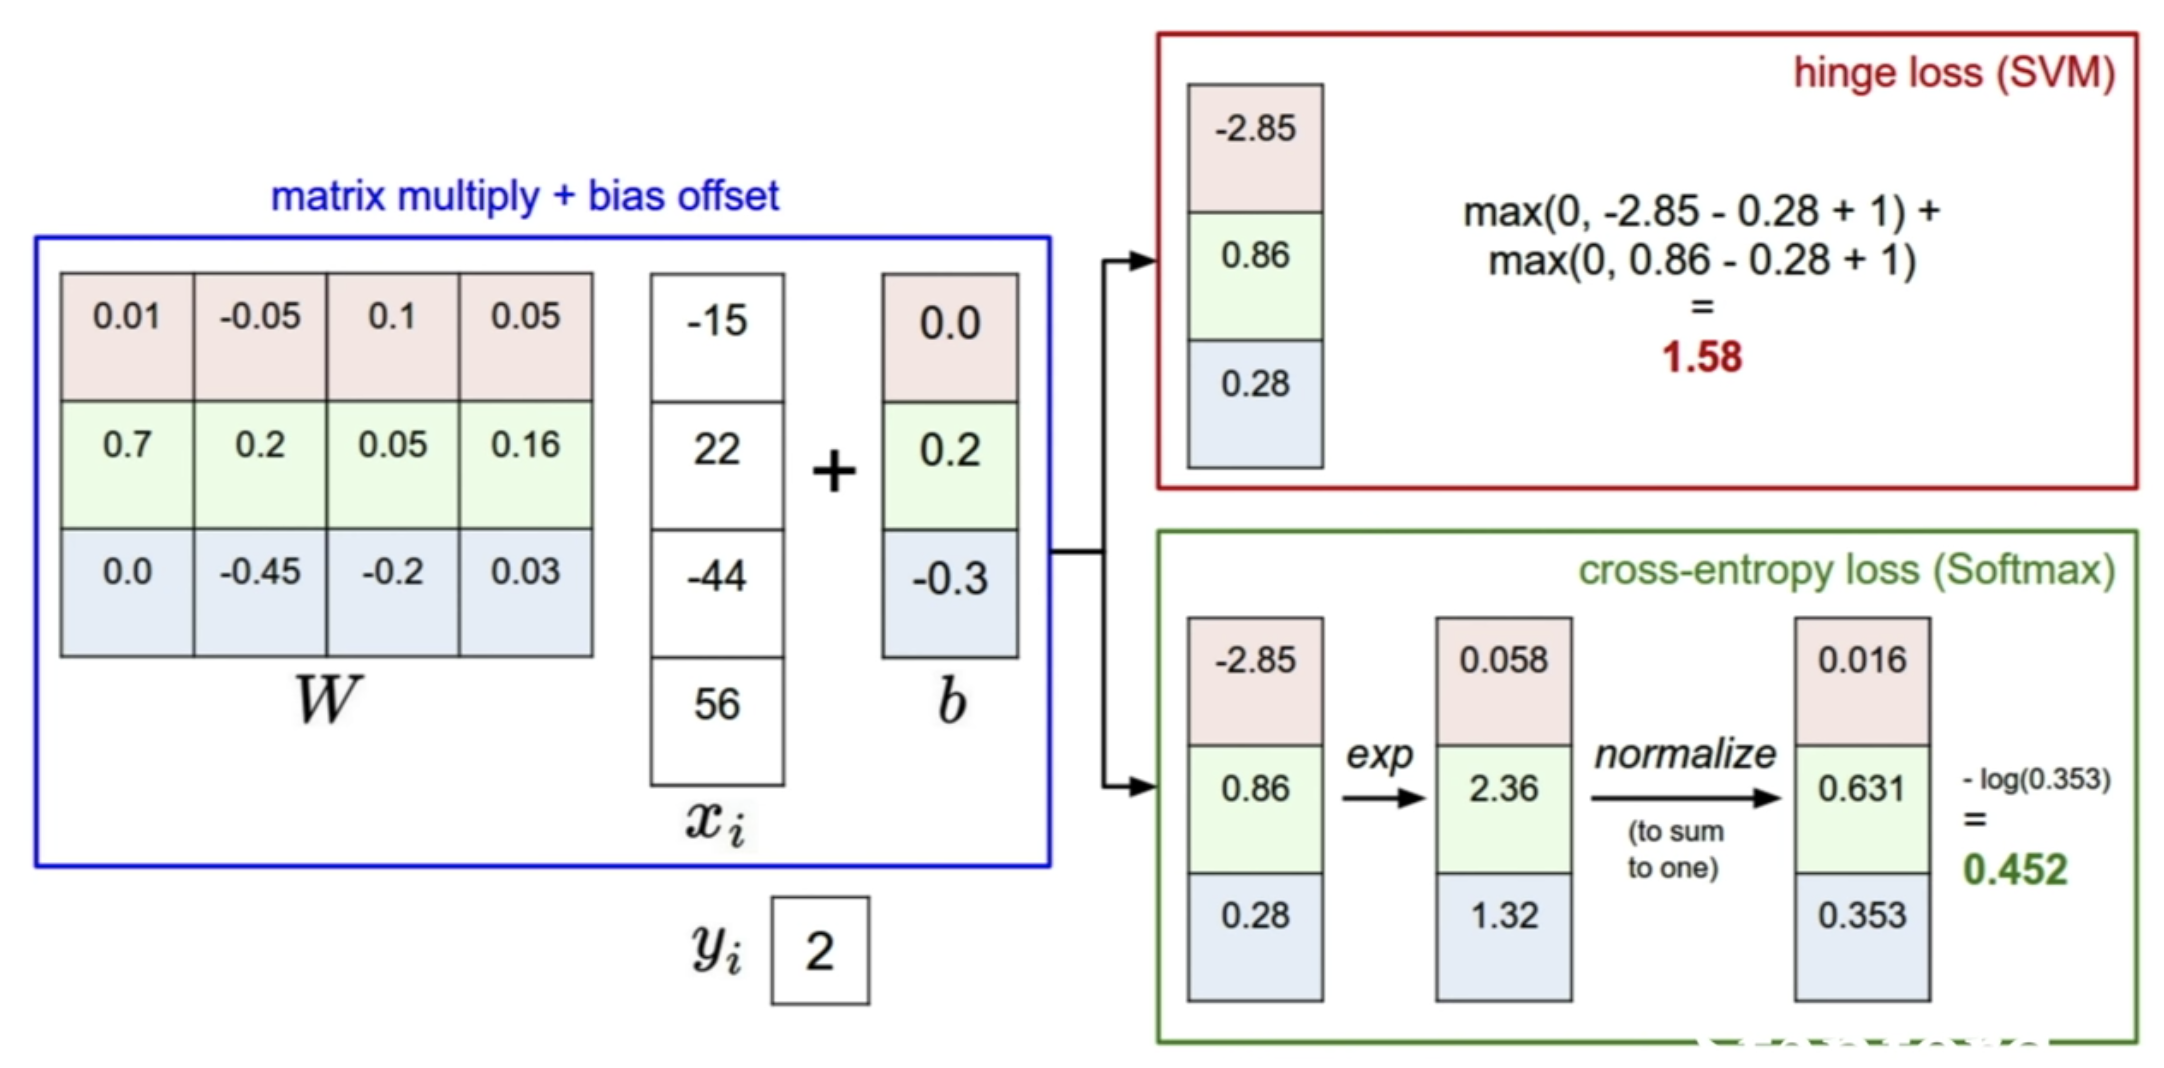 matrix multiply + bias offset
0.01 -0.05 0.1 0.05
0.7 0.2 0.05 0.16
0.0 -0.45 -0.2 0.03
W
-15
22
-44
56
x_i
+
0.0
0.2
-0.3
b
y_i 2
hinge loss (SVM)
-2.85
0.86
0.28
max(0, -2.85 - 0.28 + 1) +
max(0, 0.86 - 0.28 + 1)
=
1.58
cross-entropy loss (Softmax)
-2.85
0.86
0.28
exp
0.058
2.36
1.32
normalize
(to sum
to one)
0.016
0.631
0.353
- log(0.353)
=
0.452